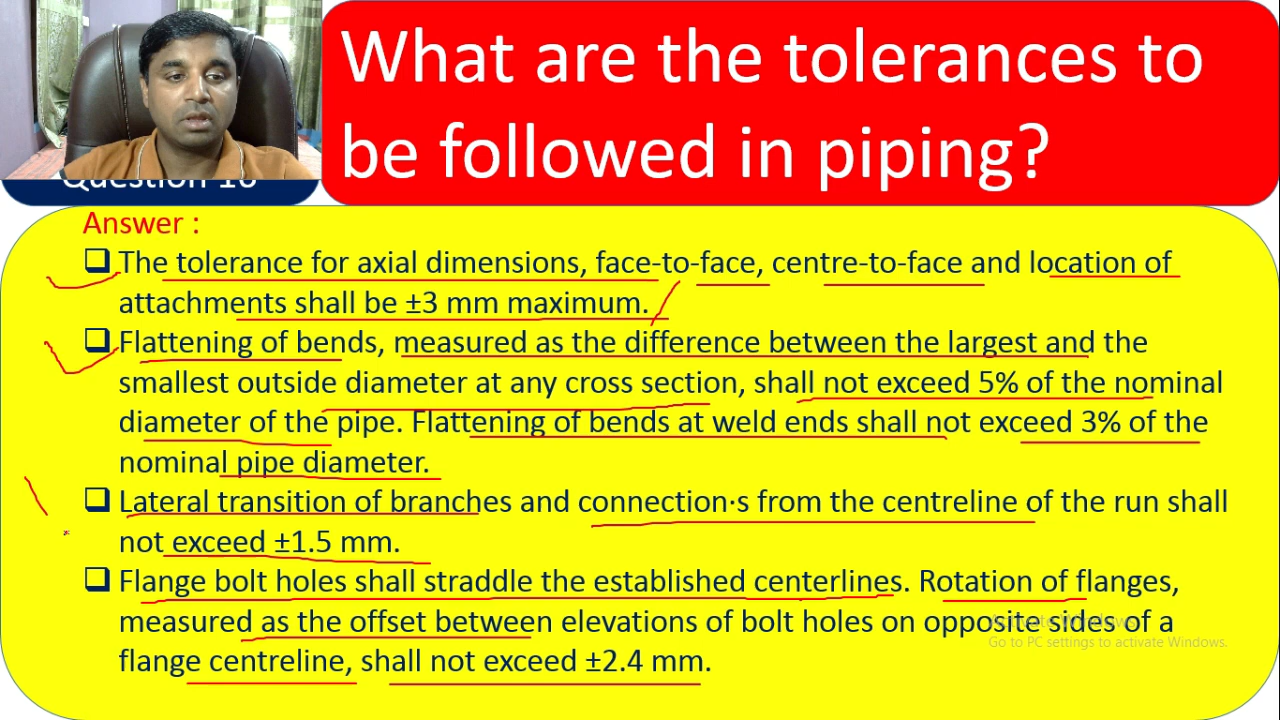 What are the tolerances to
be followed in piping?
Question 16
Answer :
The tolerance for axial dimensions, face-to-face, centre-to-face and location of
attachments shall be ±3 mm maximum.
Flattening of bends, measured as the difference between the largest and the
smallest outside diameter at any cross section, shall not exceed 5% of the nominal
diameter of the pipe. Flattening of bends at weld ends shall not exceed 3% of the
nominal pipe diameter.
Lateral transition of branches and connection·s from the centreline of the run shall
not exceed ±1.5 mm.
Flange bolt holes shall straddle the established centerlines. Rotation of flanges,
measured as the offset between elevations of bolt holes on opposite sides of a
flange centreline, shall not exceed ±2.4 mm.
Activate Windows
Go to PC settings to activate Windows.